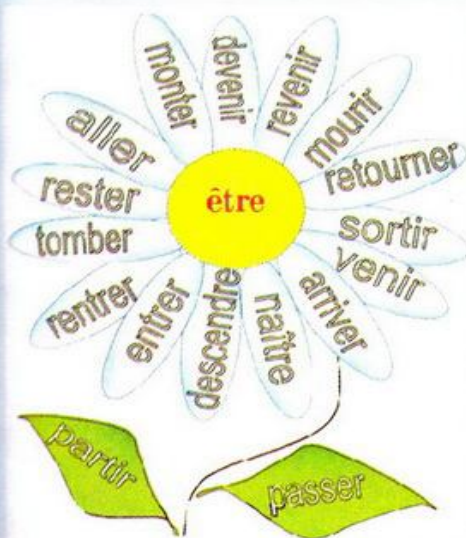 monter
devenir
revenir
mourir
retourner
sortir
venir
arriver
naître
descendre
entrer
rentrer
tomber
rester
aller
être
partir
passer